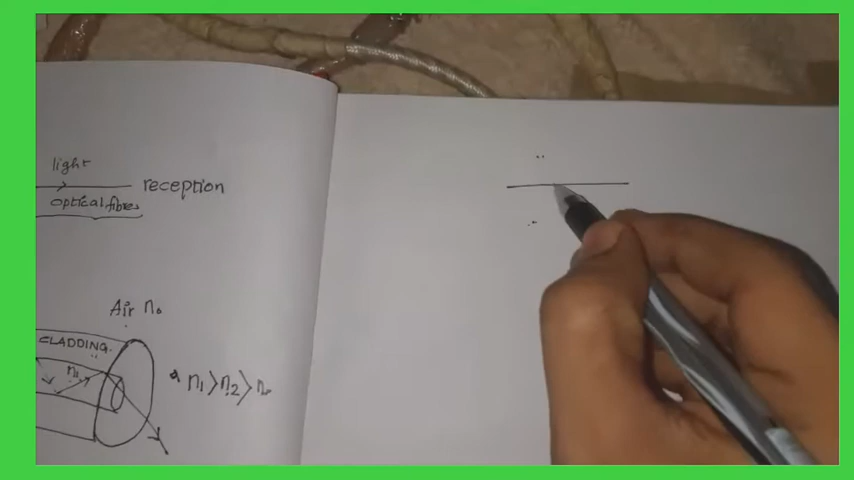 light
reception
optical fibres
Air n₀
CLADDING
n₁
n₁>n₂>n₀